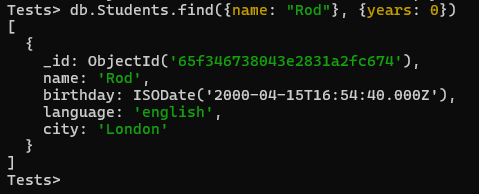 Tests> db.Students.find({name: "Rod"}, {years: 0})
[
  {
    _id: ObjectId('65f346738043e2831a2fc674'),
    name: 'Rod',
    birthday: ISODate('2000-04-15T16:54:40.000Z'),
    language: 'english',
    city: 'London'
  }
]
Tests>